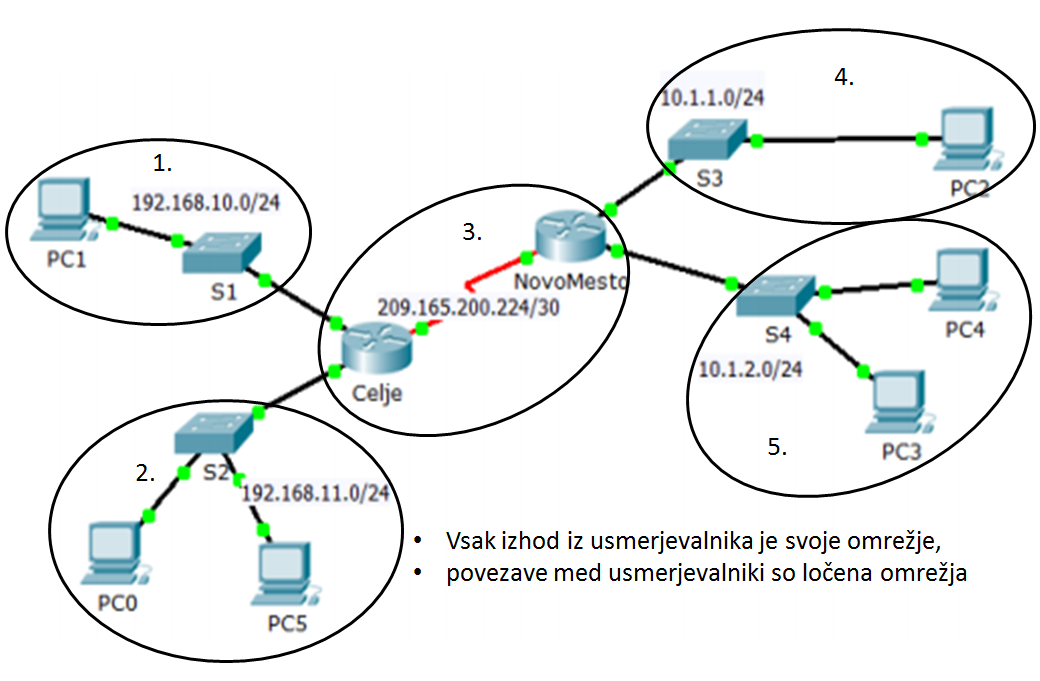 1.
192.168.10.0/24
PC1
S1
2.
S2
192.168.11.0/24
PC0
PC5
3.
NovoMesto
209.165.200.224/30
Celje
4.
10.1.1.0/24
S3
PC2
S4
PC4
10.1.2.0/24
PC3
5.
• Vsak izhod iz usmerjevalnika je svoje omrežje,
• povezave med usmerjevalniki so ločena omrežja